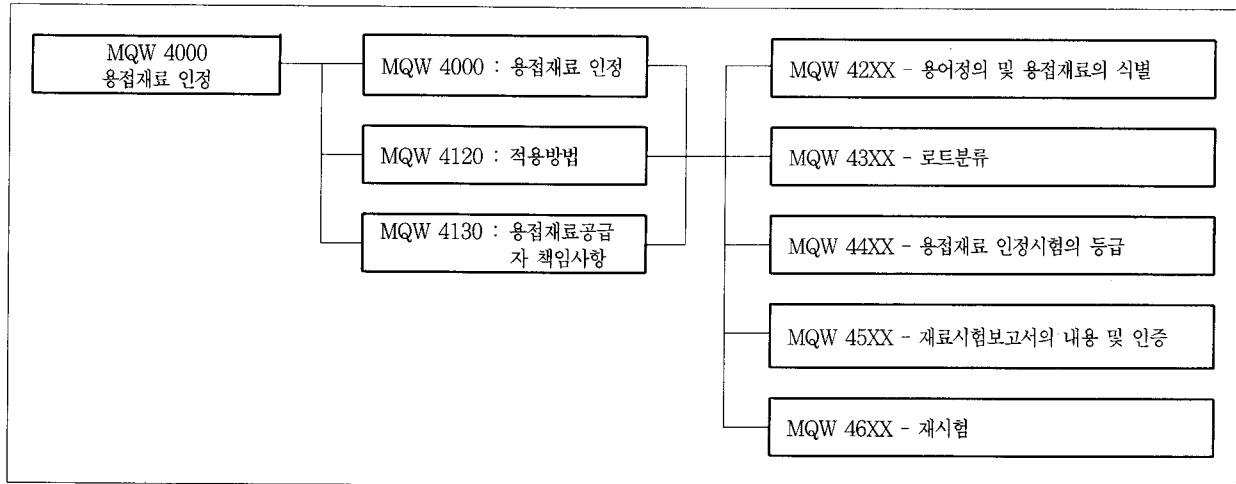 MQW 4000
용접재료 인정
MQW 4000 : 용접재료 인정
MQW 4120 : 적용방법
MQW 4130 : 용접재료공급
자 책임사항
MQW 42XX - 용어정의 및 용접재료의 식별
MQW 43XX - 로트분류
MQW 44XX - 용접재료 인정시험의 등급
MQW 45XX - 재료시험보고서의 내용 및 인증
MQW 46XX - 재시험